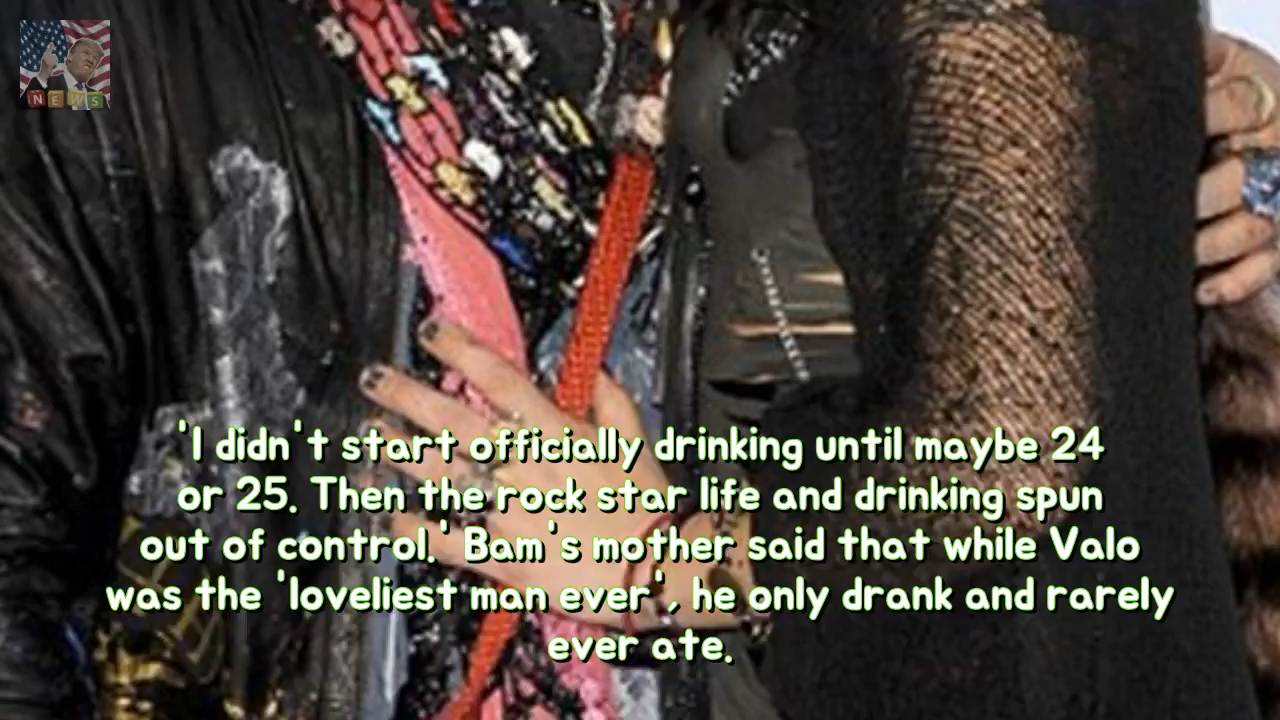 NEWS
'I didn't start officially drinking until maybe 24
or 25. Then the rock star life and drinking spun
out of control.' Bam's mother said that while Valo
was the 'loveliest man ever', he only drank and rarely
ever ate.